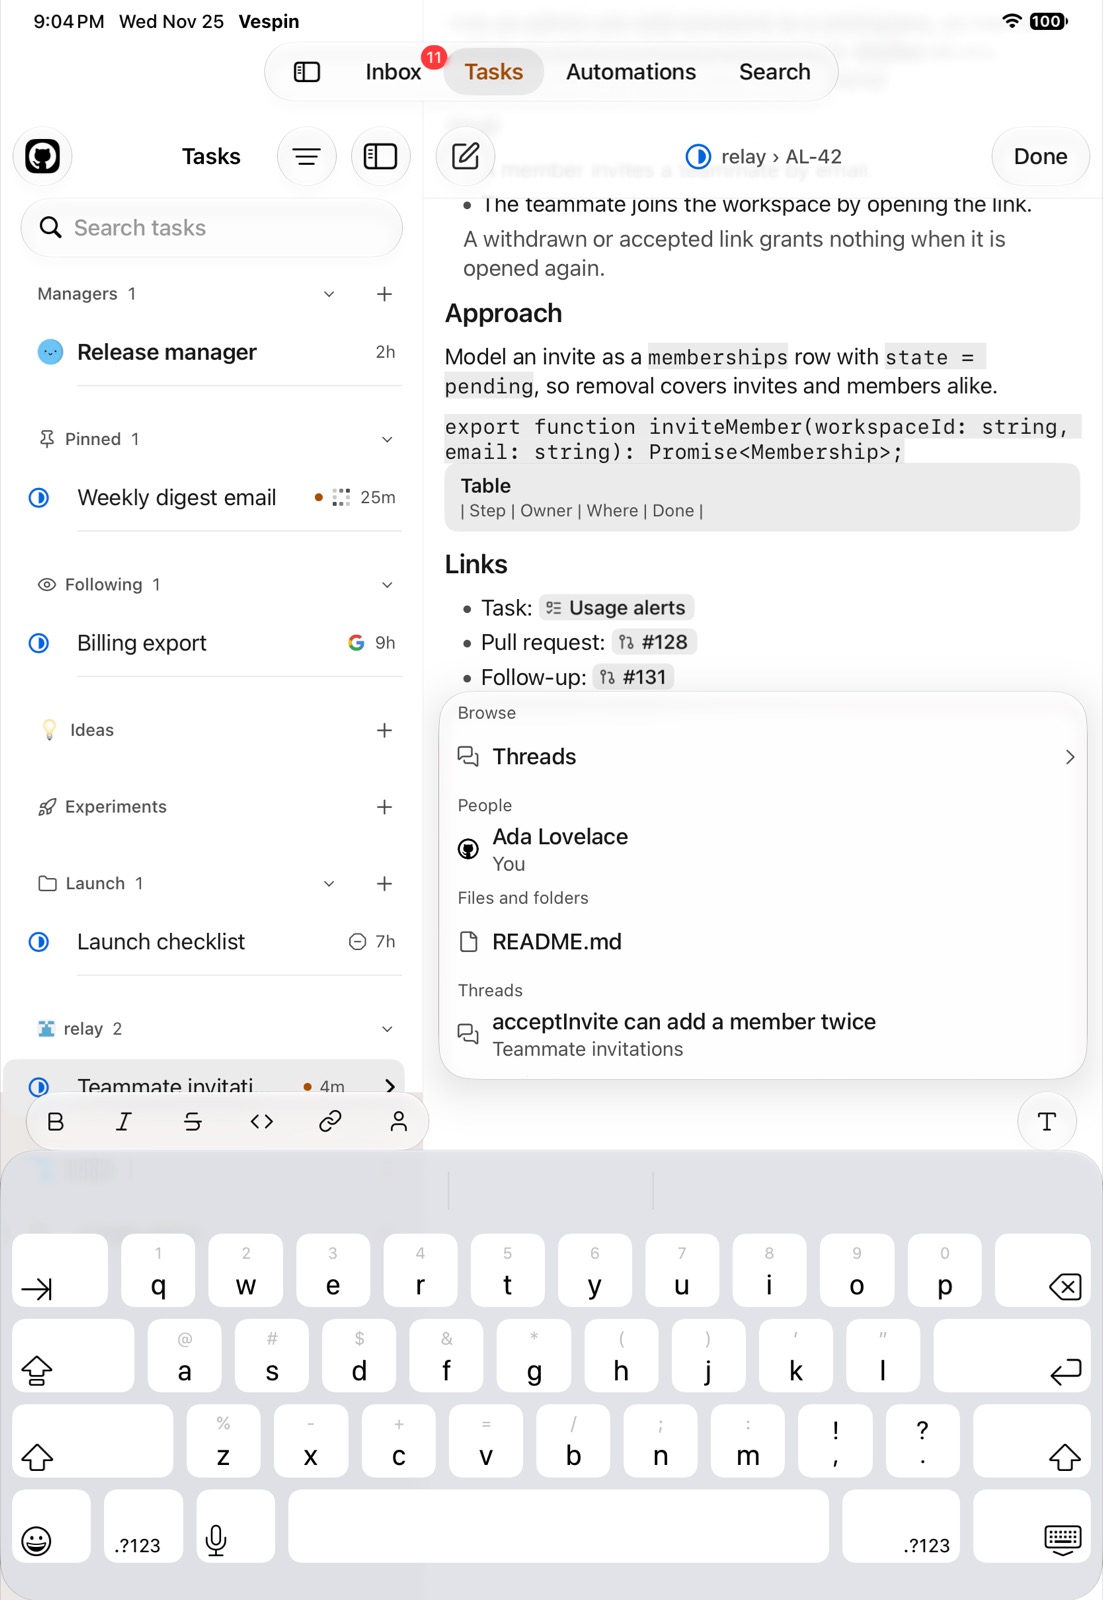 9:04 PM Wed Nov 25 Vespin
100
Inbox 11 Tasks Automations Search
Tasks
relay › AL-42
Done
Search tasks
Managers 1
Release manager 2h
Pinned 1
Weekly digest email 25m
Following 1
Billing export 9h
Ideas
Experiments
Launch 1
Launch checklist 7h
relay 2
Teammate invitati 4m
a member invites a teammate by email
The teammate joins the workspace by opening the link.
A withdrawn or accepted link grants nothing when it is
opened again.
Approach
Model an invite as a memberships row with state =
pending, so removal covers invites and members alike.
export function inviteMember(workspaceId: string,
email: string): Promise<Membership>;
Table
| Step | Owner | Where | Done |
Links
Task: Usage alerts
Pull request: #128
Follow-up: #131
Browse
Threads
People
Ada Lovelace
You
Files and folders
README.md
Threads
acceptInvite can add a member twice
Teammate invitations
B I S T
1 2 3 4 5 6 7 8 9 0
q w e r t y u i o p
@ # $ & * ( ) ' "
a s d f g h j k l
% - + = / ; : ! ?
z x c v b n m , .
.?123 .?123